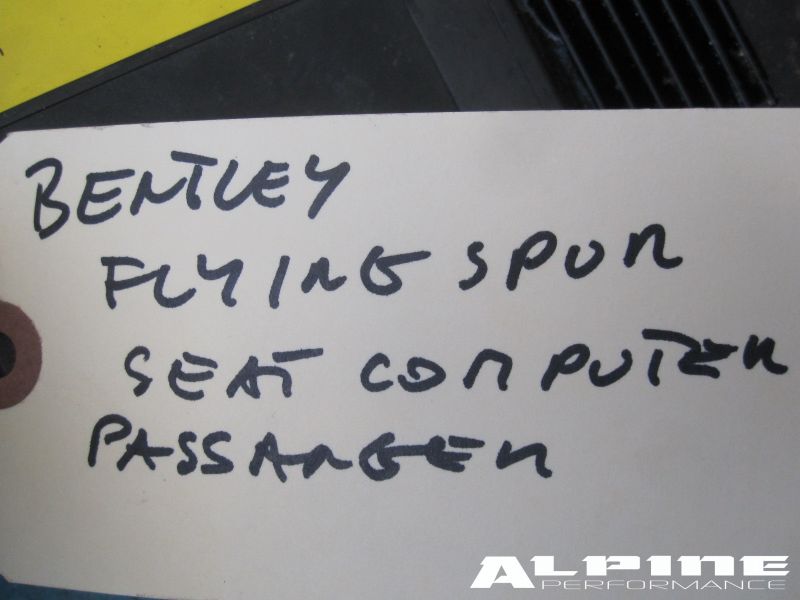 BENTLEY
FLYING SPUR
SEAT COMPUTER
PASSANGER
ALPINE
PERFORMANCE